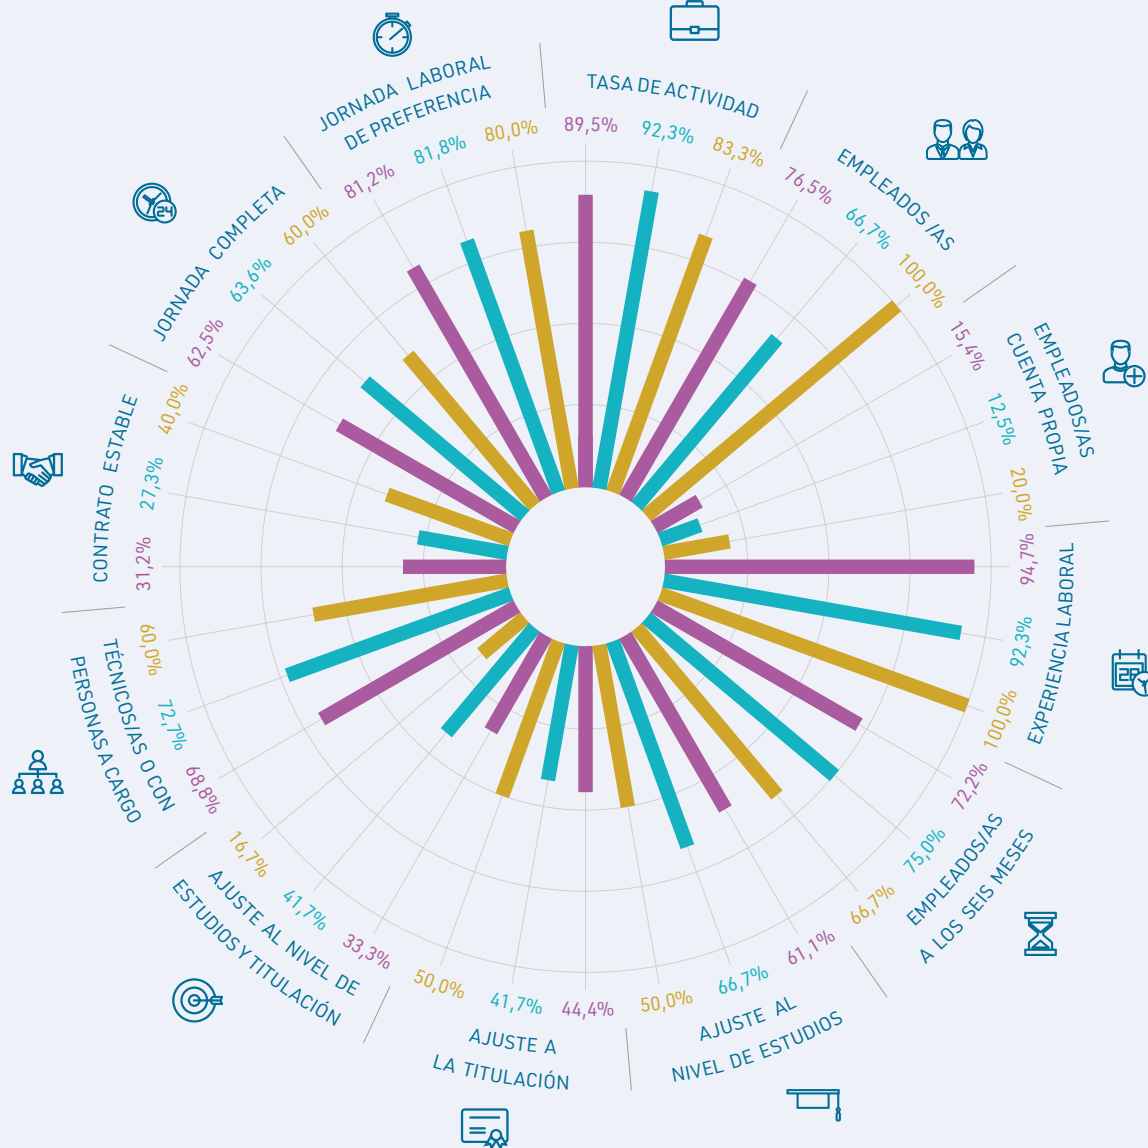 TASA DE ACTIVIDAD
89,5%
92,3%
83,3%
EMPLEADOS/AS
76,5%
66,7%
100,0%
EMPLEADOS/AS
CUENTA PROPIA
15,4%
12,5%
20,0%
EXPERIENCIA LABORAL
94,7%
92,3%
100,0%
EMPLEADOS/AS
A LOS SEIS MESES
72,2%
75,0%
66,7%
AJUSTE AL
NIVEL DE ESTUDIOS
61,1%
66,7%
50,0%
AJUSTE A
LA TITULACIÓN
44,4%
41,7%
50,0%
AJUSTE AL NIVEL DE
ESTUDIOS Y TITULACIÓN
33,3%
41,7%
16,7%
TÉCNICOS/AS O CON
PERSONAS A CARGO
68,8%
72,7%
60,0%
CONTRATO ESTABLE
31,2%
27,3%
40,0%
JORNADA COMPLETA
62,5%
63,6%
60,0%
JORNADA LABORAL
DE PREFERENCIA
81,2%
81,8%
80,0%
24